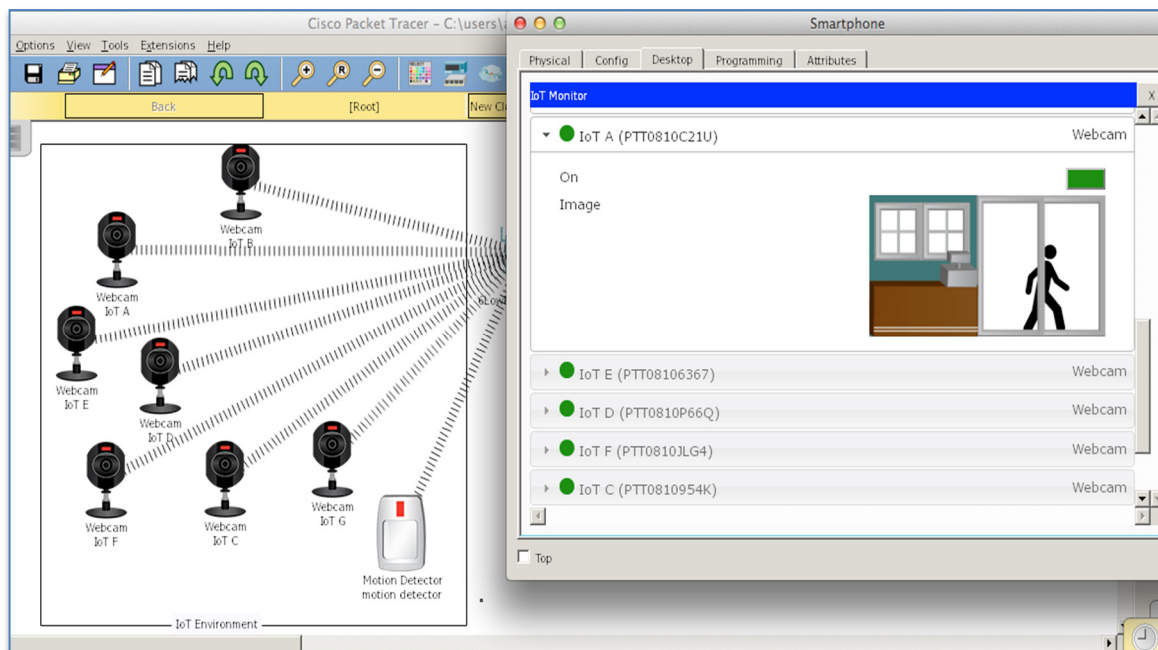 Cisco Packet Tracer – C:\users\
Options View Tools Extensions Help
Back
[Root]
New Cl
Webcam
IoT B
Webcam
IoT A
Webcam
IoT E
Webcam
IoT D
Webcam
IoT F
Webcam
IoT C
Webcam
IoT G
Motion Detector
motion detector
IoT Environment
6Low
Smartphone
Physical Config Desktop Programming Attributes
IoT Monitor X
IoT A (PTT0810C21U) Webcam
On
Image
IoT E (PTT08106367) Webcam
IoT D (PTT0810P66Q) Webcam
IoT F (PTT0810JLG4) Webcam
IoT C (PTT0810954K) Webcam
Top